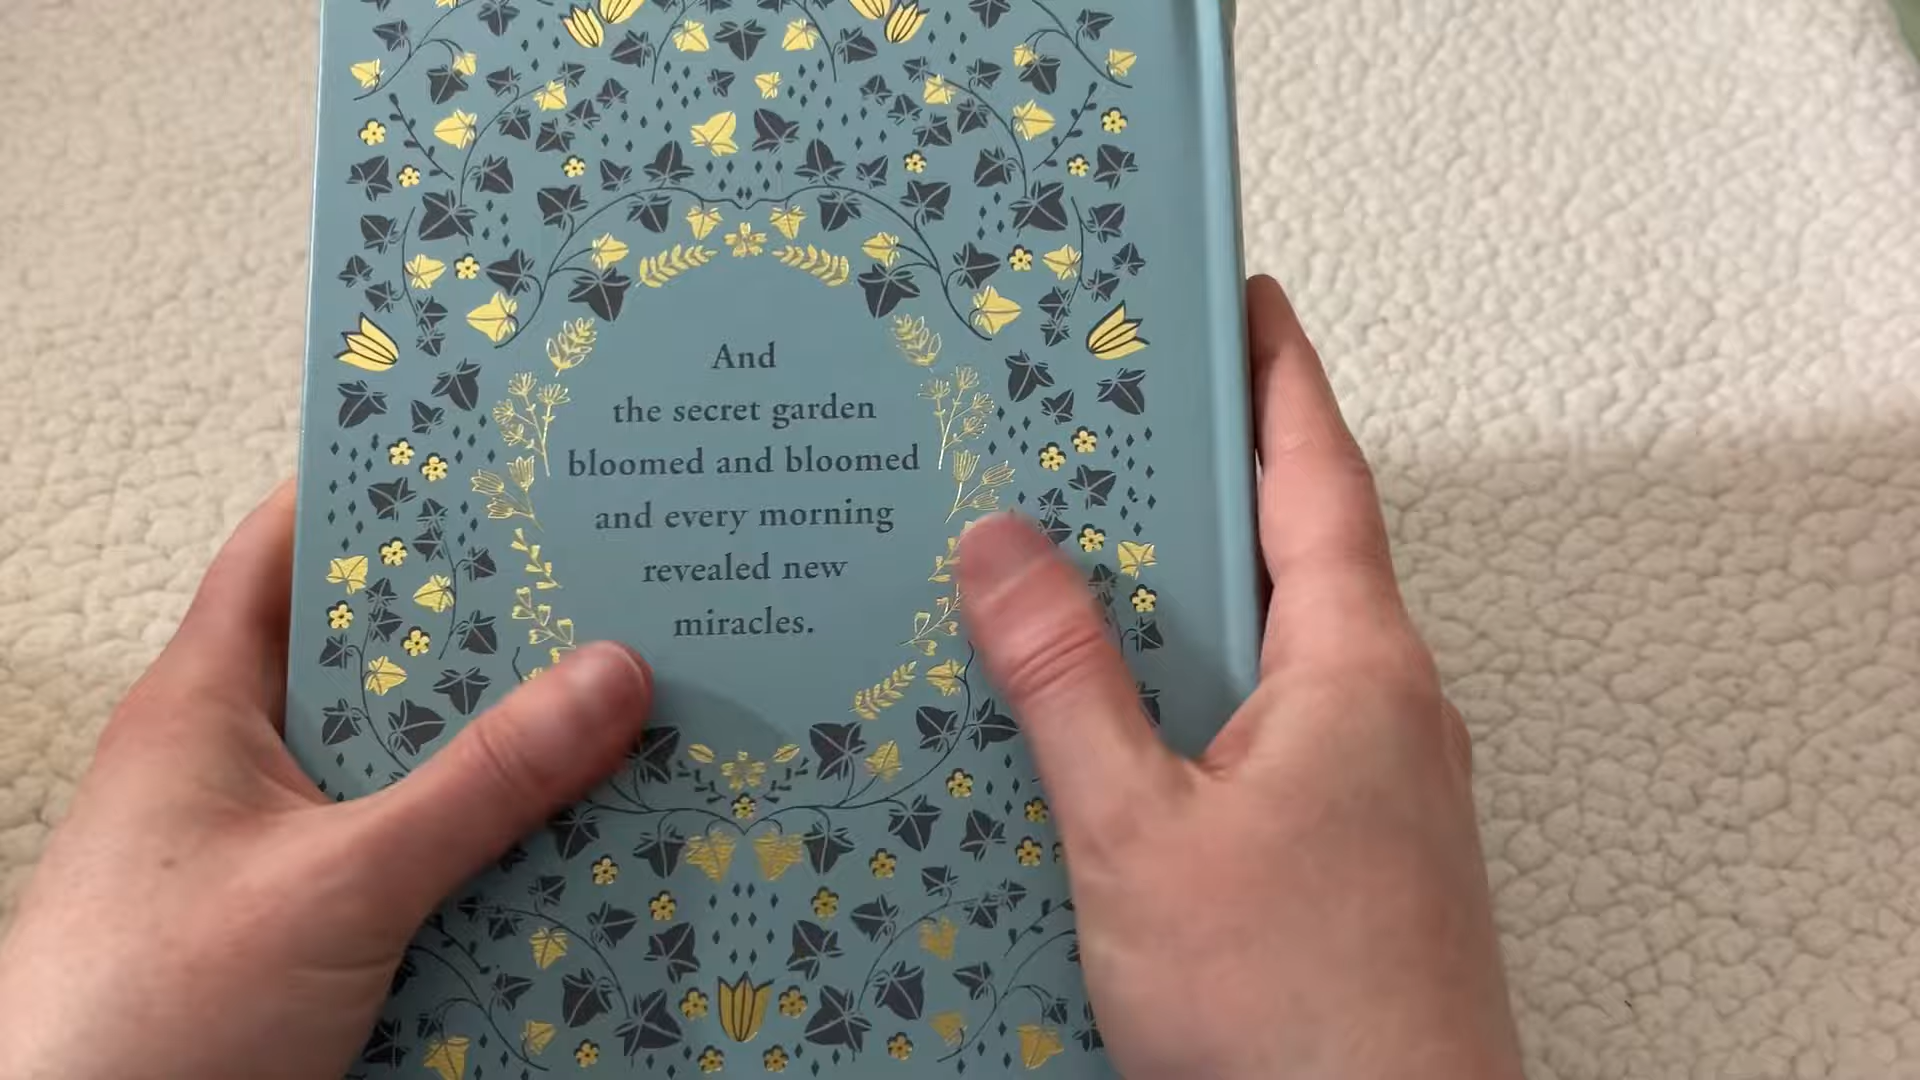 And
the secret garden
bloomed and bloomed
and every morning
revealed new
miracles.